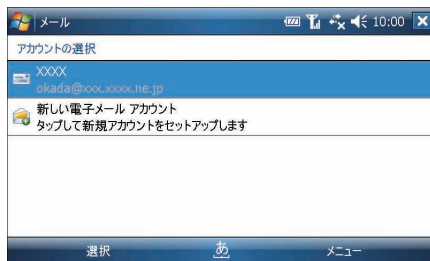 メール 10:00
アカウントの選択
XXXX
okada@xxx.xxxx.ne.jp
新しい電子メール アカウント
タップして新規アカウントをセットアップします
選択 あ メニュー